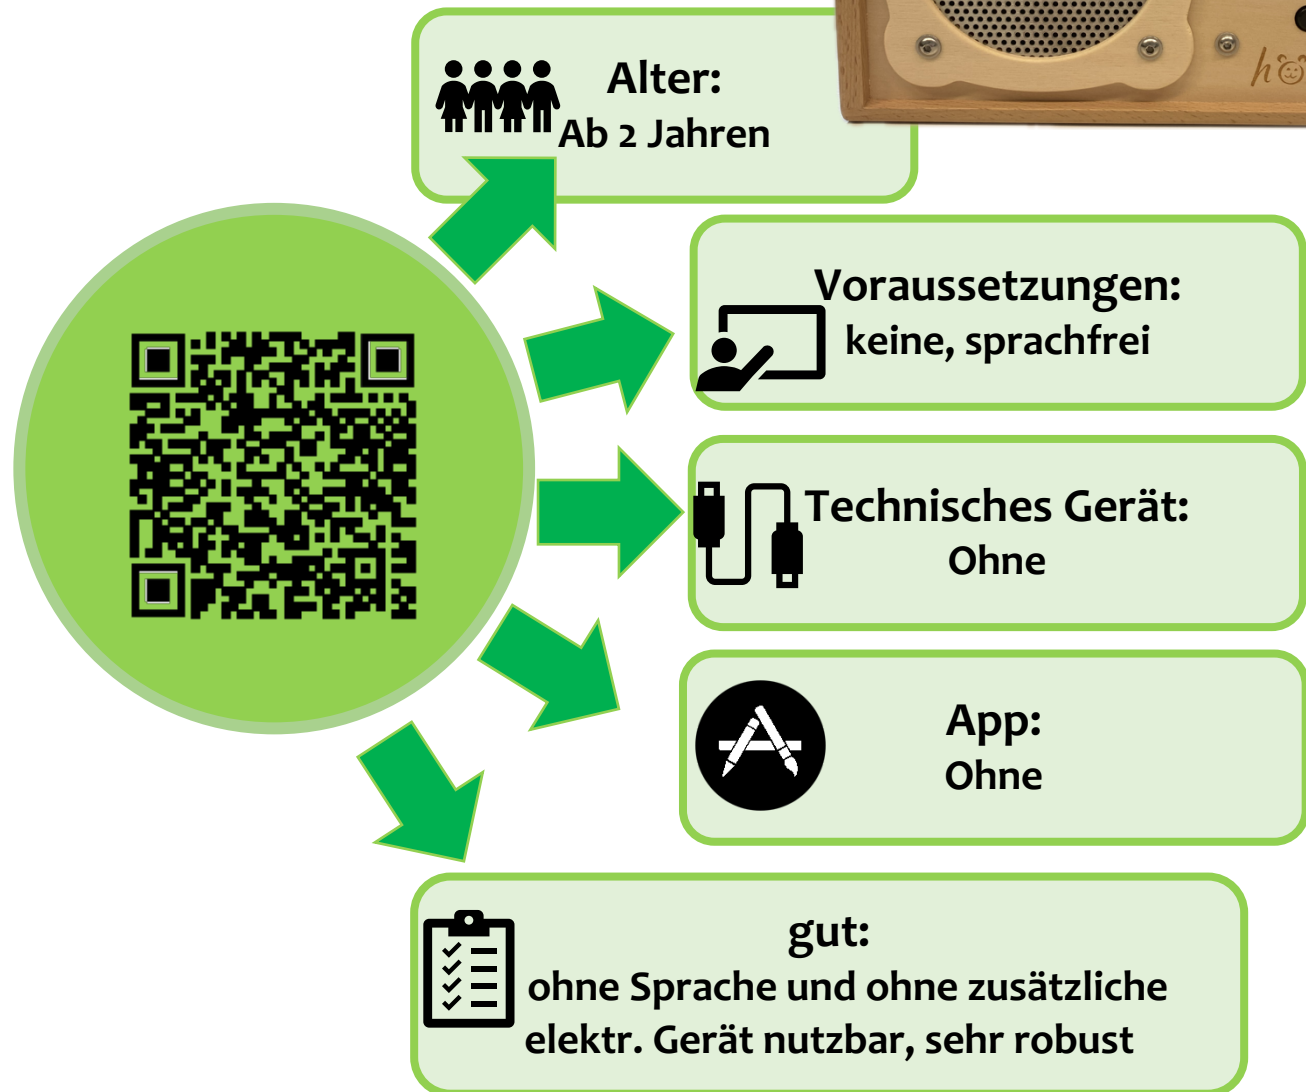 Alter:
Ab 2 Jahren
Voraussetzungen:
keine, sprachfrei
Technisches Gerät:
Ohne
App:
Ohne
gut:
ohne Sprache und ohne zusätzliche
elektr. Gerät nutzbar, sehr robust